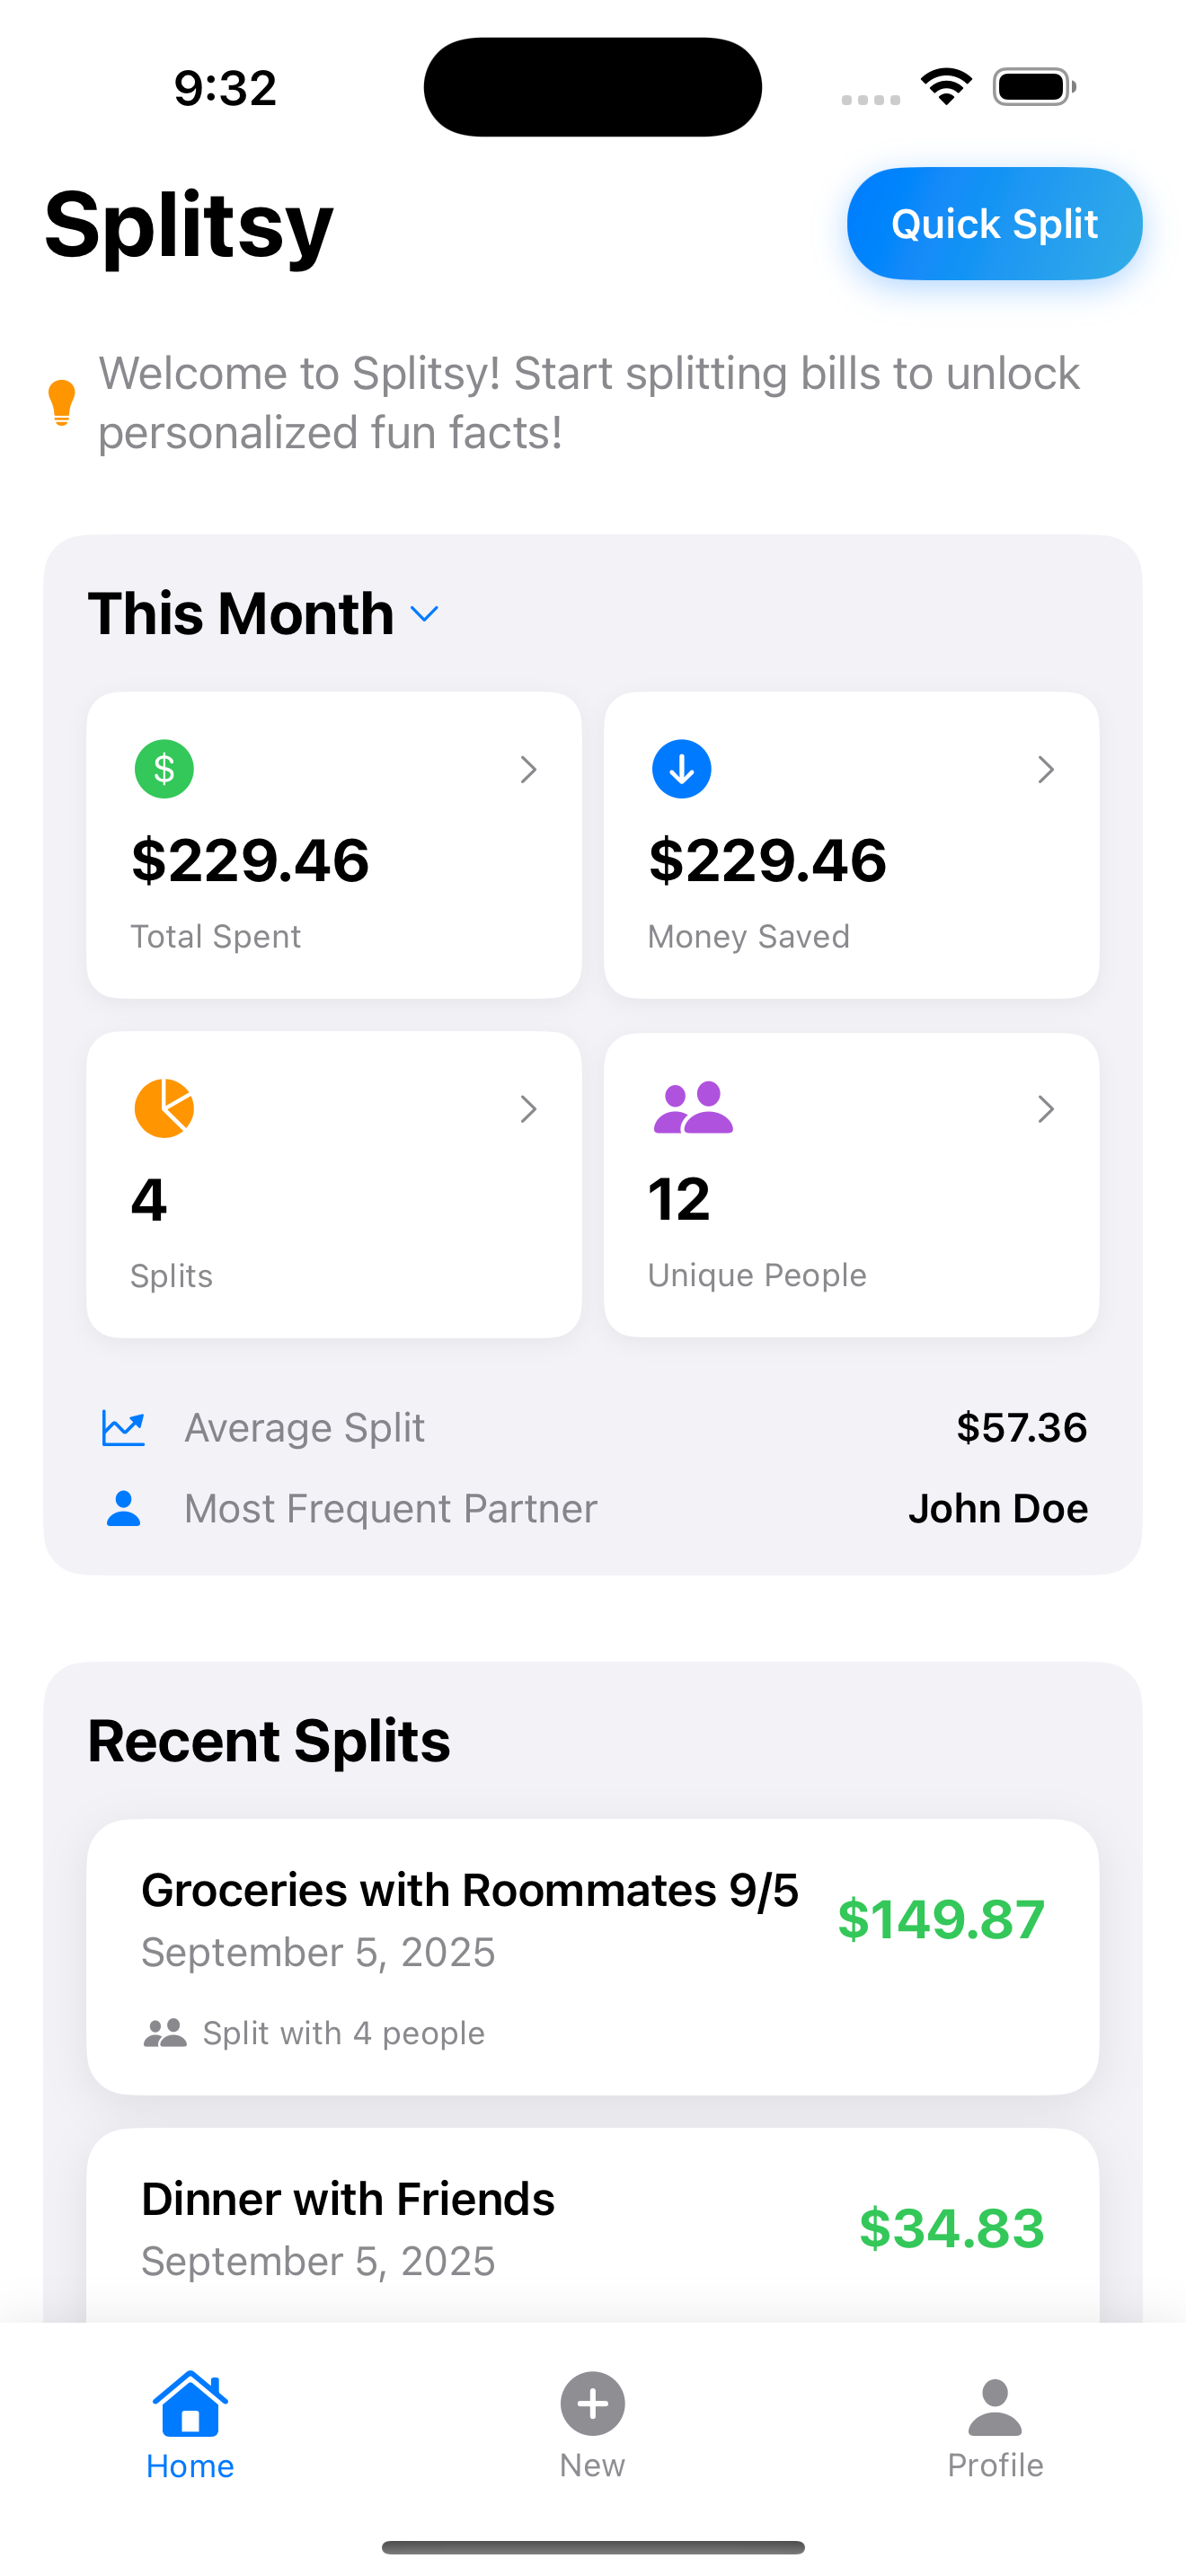 9:32
Splitsy
Quick Split
Welcome to Splitsy! Start splitting bills to unlock
personalized fun facts!
This Month
$
$229.46
Total Spent
$229.46
Money Saved
4
Splits
12
Unique People
Average Split
$57.36
Most Frequent Partner
John Doe
Recent Splits
Groceries with Roommates 9/5
$149.87
September 5, 2025
Split with 4 people
Dinner with Friends
$34.83
September 5, 2025
Home
New
Profile